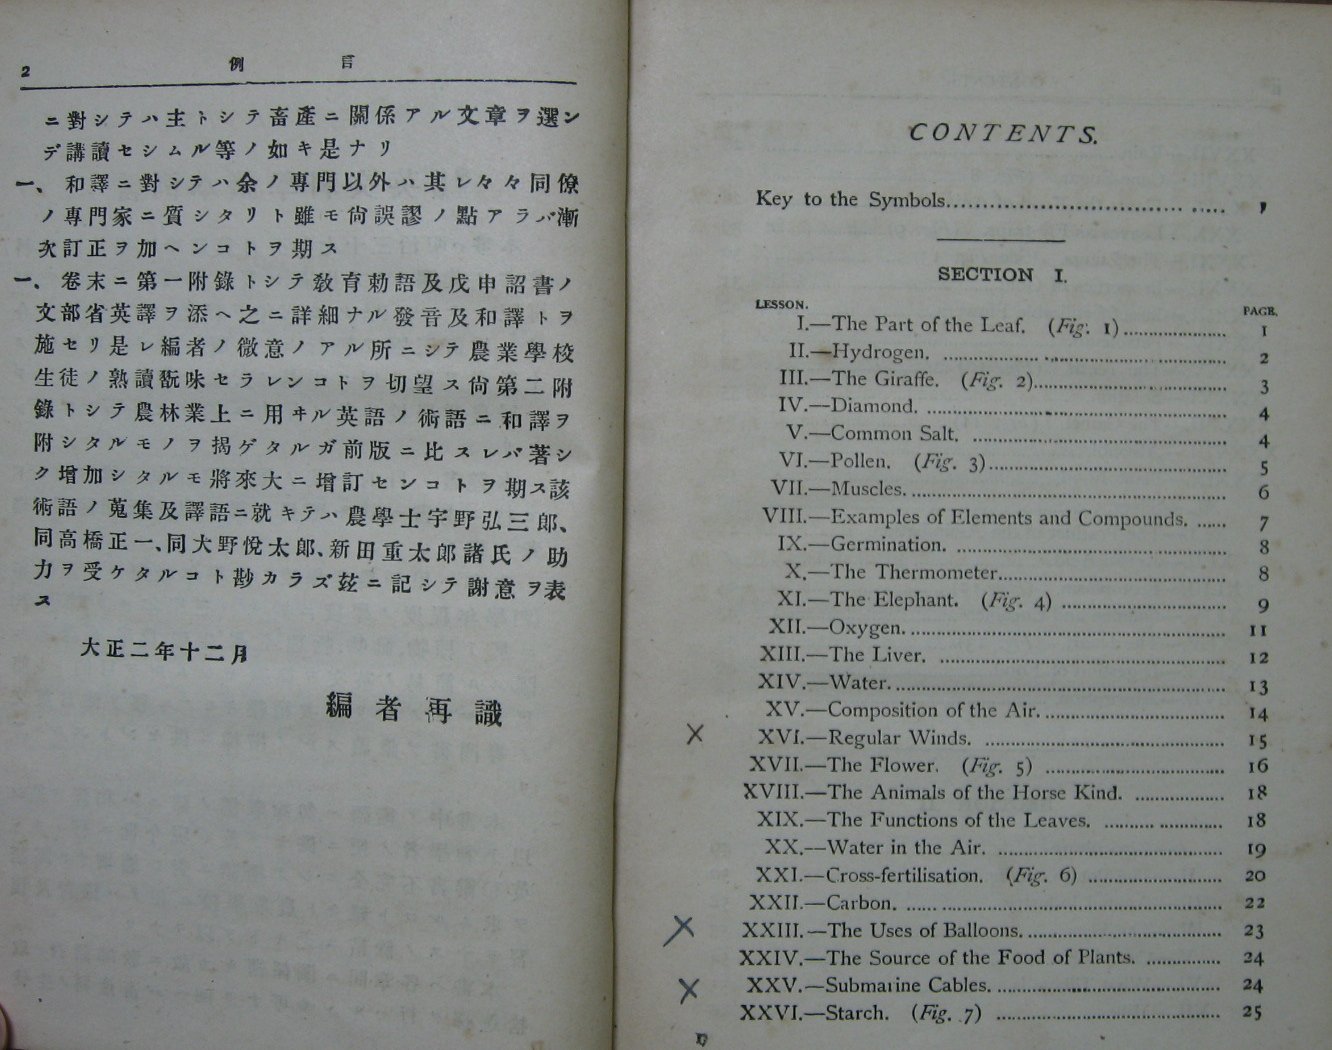 2
例言
ニ對シテハ主トシテ畜產ニ關係アル文章ヲ選ン
デ講讀セシムル等ノ如キ是ナリ
一、和譯ニ對シテハ余ノ專門以外ハ其レ々々同僚
ノ專門家ニ質シタリト雖モ尙誤謬ノ點アラバ漸
次訂正ヲ加ヘンコトヲ期ス
一、卷末ニ第一附錄トシテ敎育勅語及戊申詔書ノ
文部省英譯ヲ添ヘ之ニ詳細ナル發音及和譯トヲ
施セリ是レ編者ノ微意ノアル所ニシテ農業學校
生徒ノ熟讀翫味セラレンコトヲ切望ス尙第二附
錄トシテ農林業上ニ用ヰル英語ノ術語ニ和譯ヲ
附シタルモノヲ揭ゲタルガ前版ニ比スレバ著シ
ク增加シタルモ將來大ニ增訂センコトヲ期ス該
術語ノ蒐集及譯語ニ就キテハ農學士宇野弘三郎、
同高橋正一、同大野悅太郎、新田重太郎諸氏ノ助
力ヲ受ケタルコト尠カラズ玆ニ記シテ謝意ヲ表
ス
大正二年十二月
編者再識
CONTENTS.
Key to the Symbols
SECTION I.
LESSON. PAGE.
I.—The Part of the Leaf. (Fig. 1) 1
II.—Hydrogen. 2
III.—The Giraffe. (Fig. 2) 3
IV.—Diamond. 4
V.—Common Salt. 4
VI.—Pollen. (Fig. 3) 5
VII.—Muscles. 6
VIII.—Examples of Elements and Compounds. 7
IX.—Germination. 8
X.—The Thermometer 8
XI.—The Elephant. (Fig. 4) 9
XII.—Oxygen. 11
XIII.—The Liver. 12
XIV.—Water. 13
XV.—Composition of the Air. 14
XVI.—Regular Winds. 15
XVII.—The Flower. (Fig. 5) 16
XVIII.—The Animals of the Horse Kind. 18
XIX.—The Functions of the Leaves. 18
XX.—Water in the Air. 19
XXI.—Cross-fertilisation. (Fig. 6) 20
XXII.—Carbon. 22
XXIII.—The Uses of Balloons. 23
XXIV.—The Source of the Food of Plants. 24
XXV.—Submarine Cables. 24
XXVI.—Starch. (Fig. 7) 25